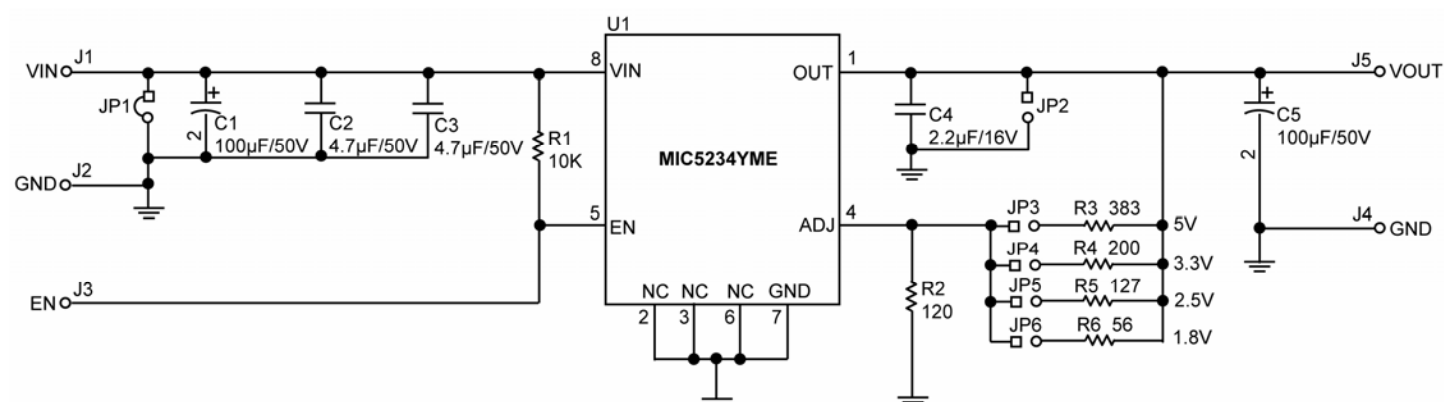 U1
VIN J1
8 VIN
OUT 1
J5 VOUT
JP1
+
2
C1
100µF/50V
C2
4.7µF/50V
C3
4.7µF/50V
R1
10K
MIC5234YME
C4
2.2µF/16V
JP2
+
2
C5
100µF/50V
GND J2
5 EN
ADJ 4
JP3 R3 383
5V
J4
GND
JP4 R4 200
3.3V
EN J3
R2
120
JP5 R5 127
2.5V
JP6 R6 56
1.8V
NC NC NC GND
2 3 6 7